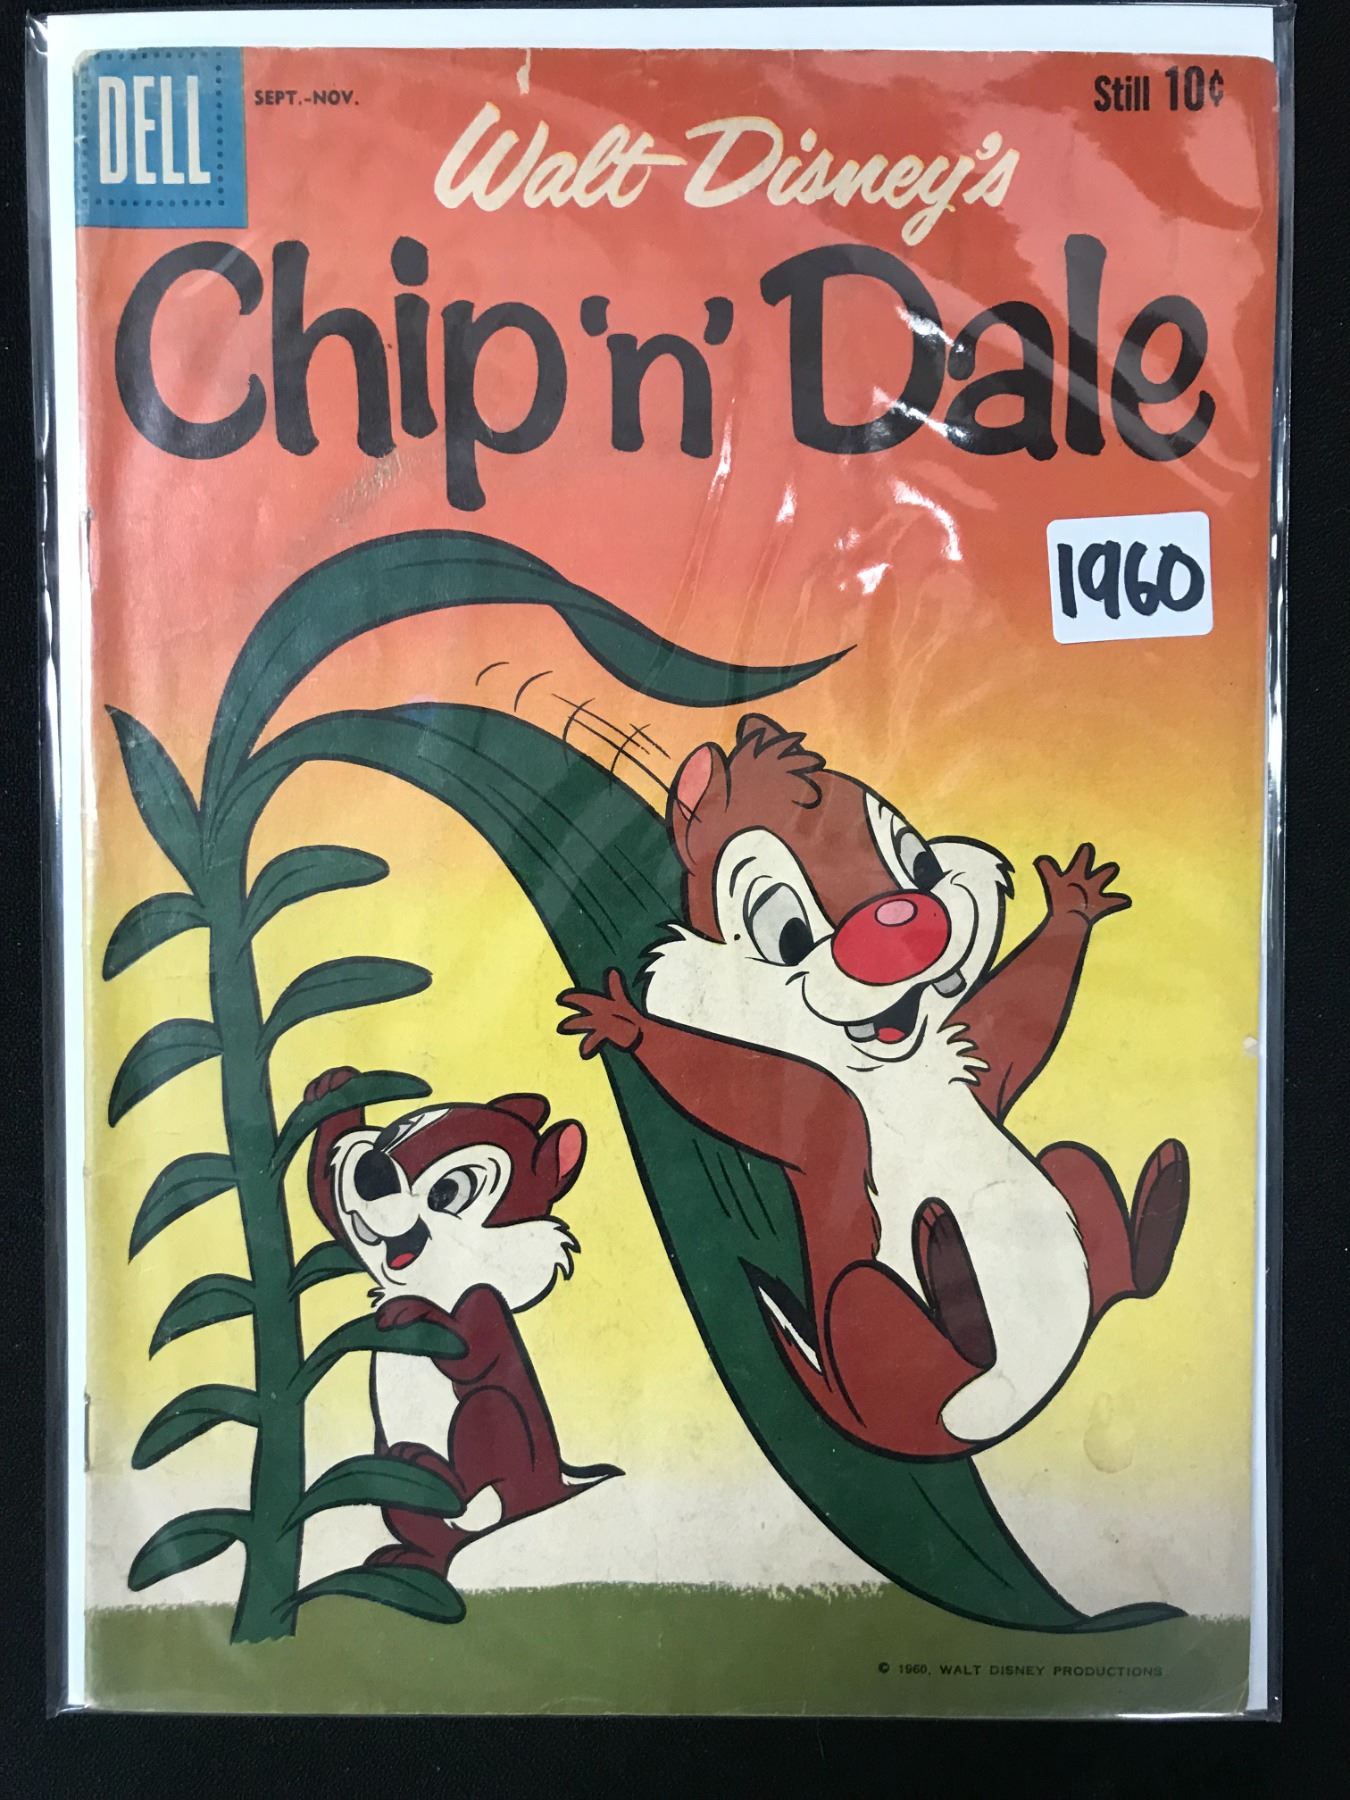 DELL
SEPT.-NOV.
Still 10¢
Walt Disney's
Chip 'n' Dale
1960
© 1960, WALT DISNEY PRODUCTIONS